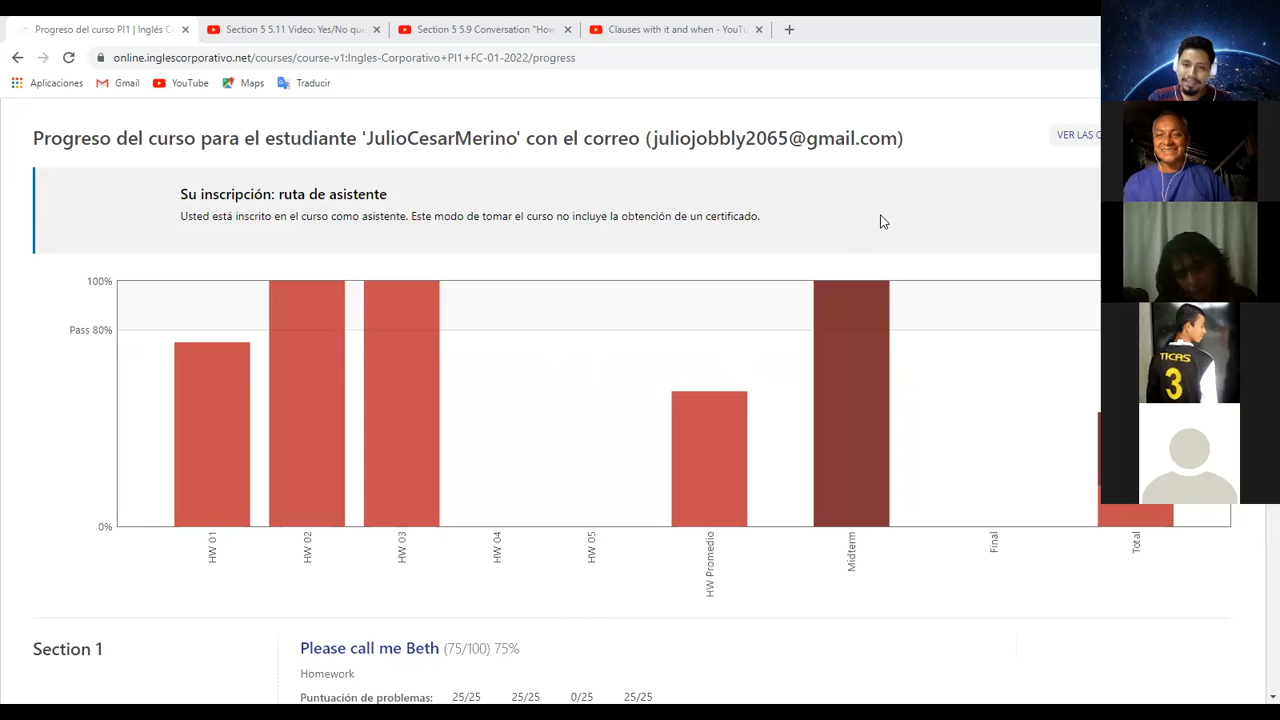 Progreso del curso PI1 | Inglés C
Section 5 5.11 Video: Yes/No que
Section 5 5.9 Conversation "How
Clauses with it and when - YouTu
online.inglescorporativo.net/courses/course-v1:Ingles-Corporativo+PI1+FC-01-2022/progress
Aplicaciones
Gmail
YouTube
Maps
Traducir
Progreso del curso para el estudiante 'JulioCesarMerino' con el correo (juliojobbly2065@gmail.com)
VER LAS C
Su inscripción: ruta de asistente
Usted está inscrito en el curso como asistente. Este modo de tomar el curso no incluye la obtención de un certificado.
100%
Pass 80%
0%
HW 01
HW 02
HW 03
HW 04
HW 05
HW Promedio
Midterm
Final
Total
Section 1
Please call me Beth (75/100) 75%
Homework
Puntuación de problemas: 25/25 25/25 0/25 25/25
TICAS
3